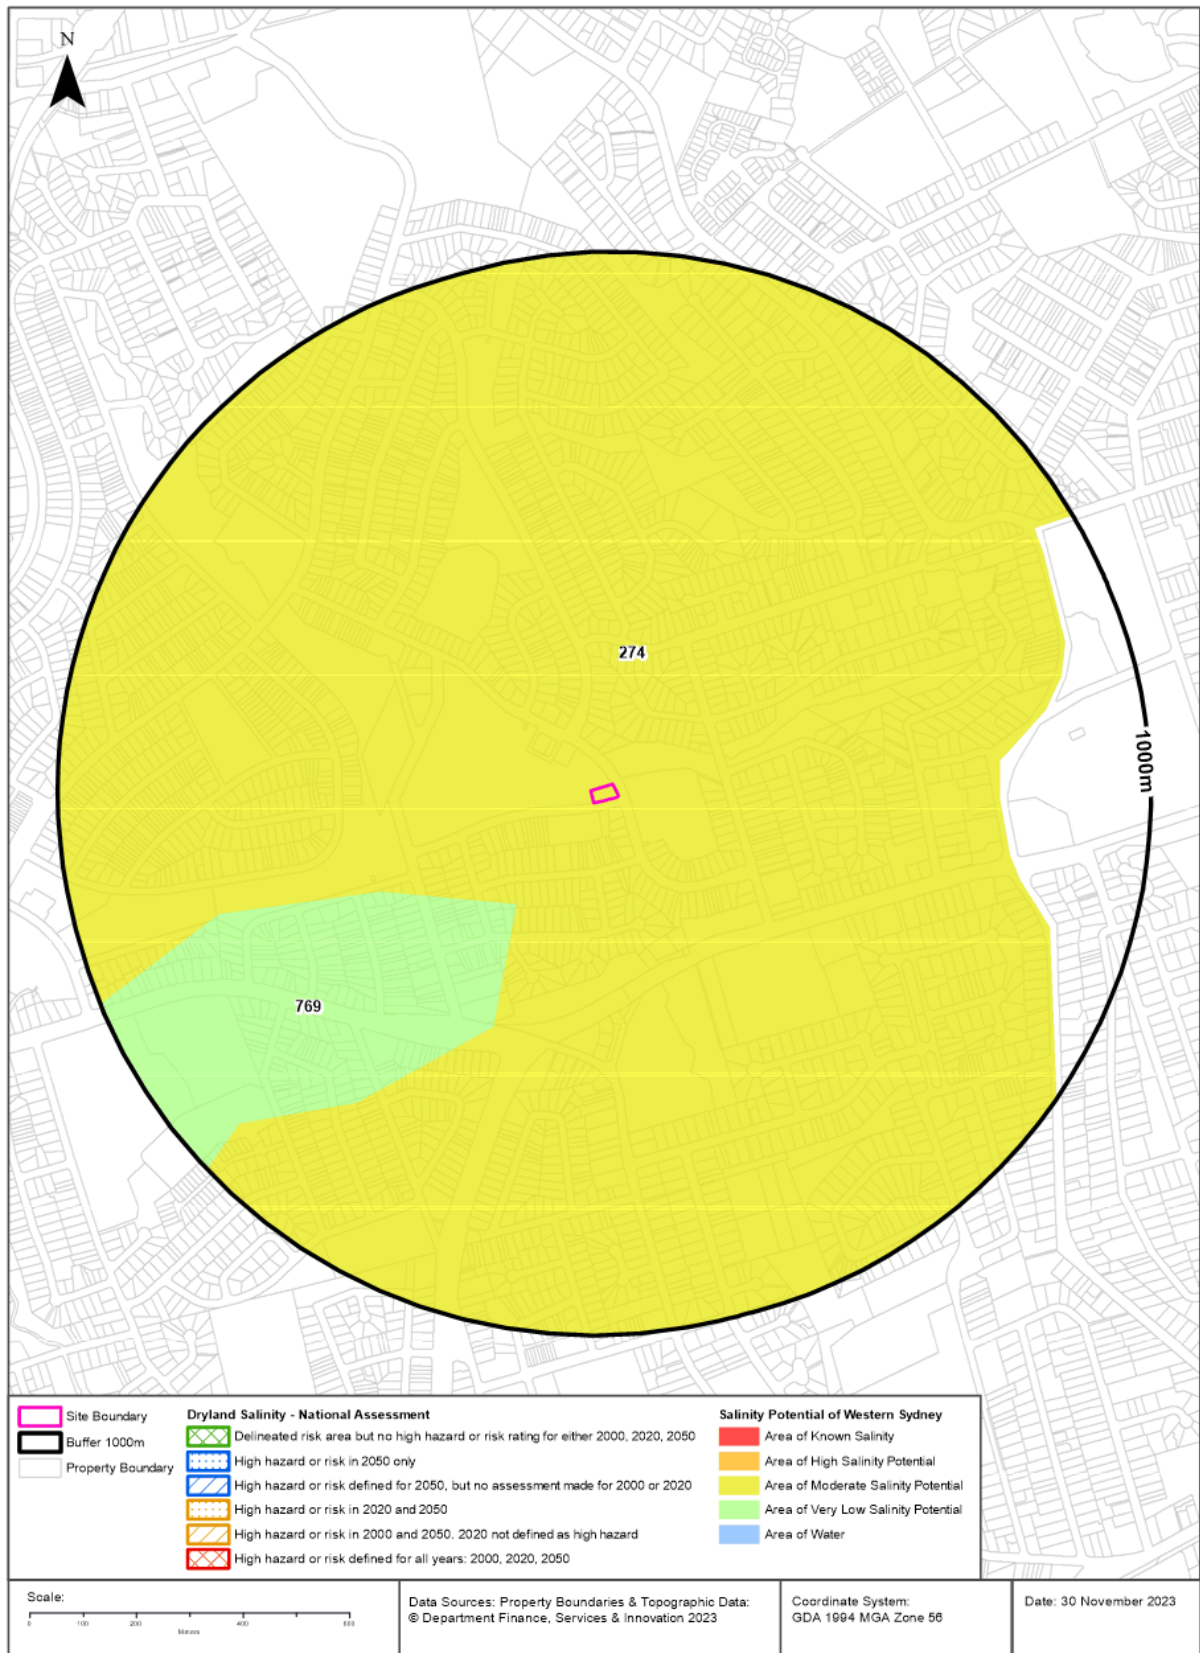 N
274
1000m
769
Site Boundary
Buffer 1000m
Property Boundary
Dryland Salinity - National Assessment
Delineated risk area but no high hazard or risk rating for either 2000, 2020, 2050
High hazard or risk in 2050 only
High hazard or risk defined for 2050, but no assessment made for 2000 or 2020
High hazard or risk in 2020 and 2050
High hazard or risk in 2000 and 2050. 2020 not defined as high hazard
High hazard or risk defined for all years: 2000, 2020, 2050
Salinity Potential of Western Sydney
Area of Known Salinity
Area of High Salinity Potential
Area of Moderate Salinity Potential
Area of Very Low Salinity Potential
Area of Water
Scale:
0 100 200 400 600
Meters
Data Sources: Property Boundaries & Topographic Data:
© Department Finance, Services & Innovation 2023
Coordinate System:
GDA 1994 MGA Zone 56
Date: 30 November 2023